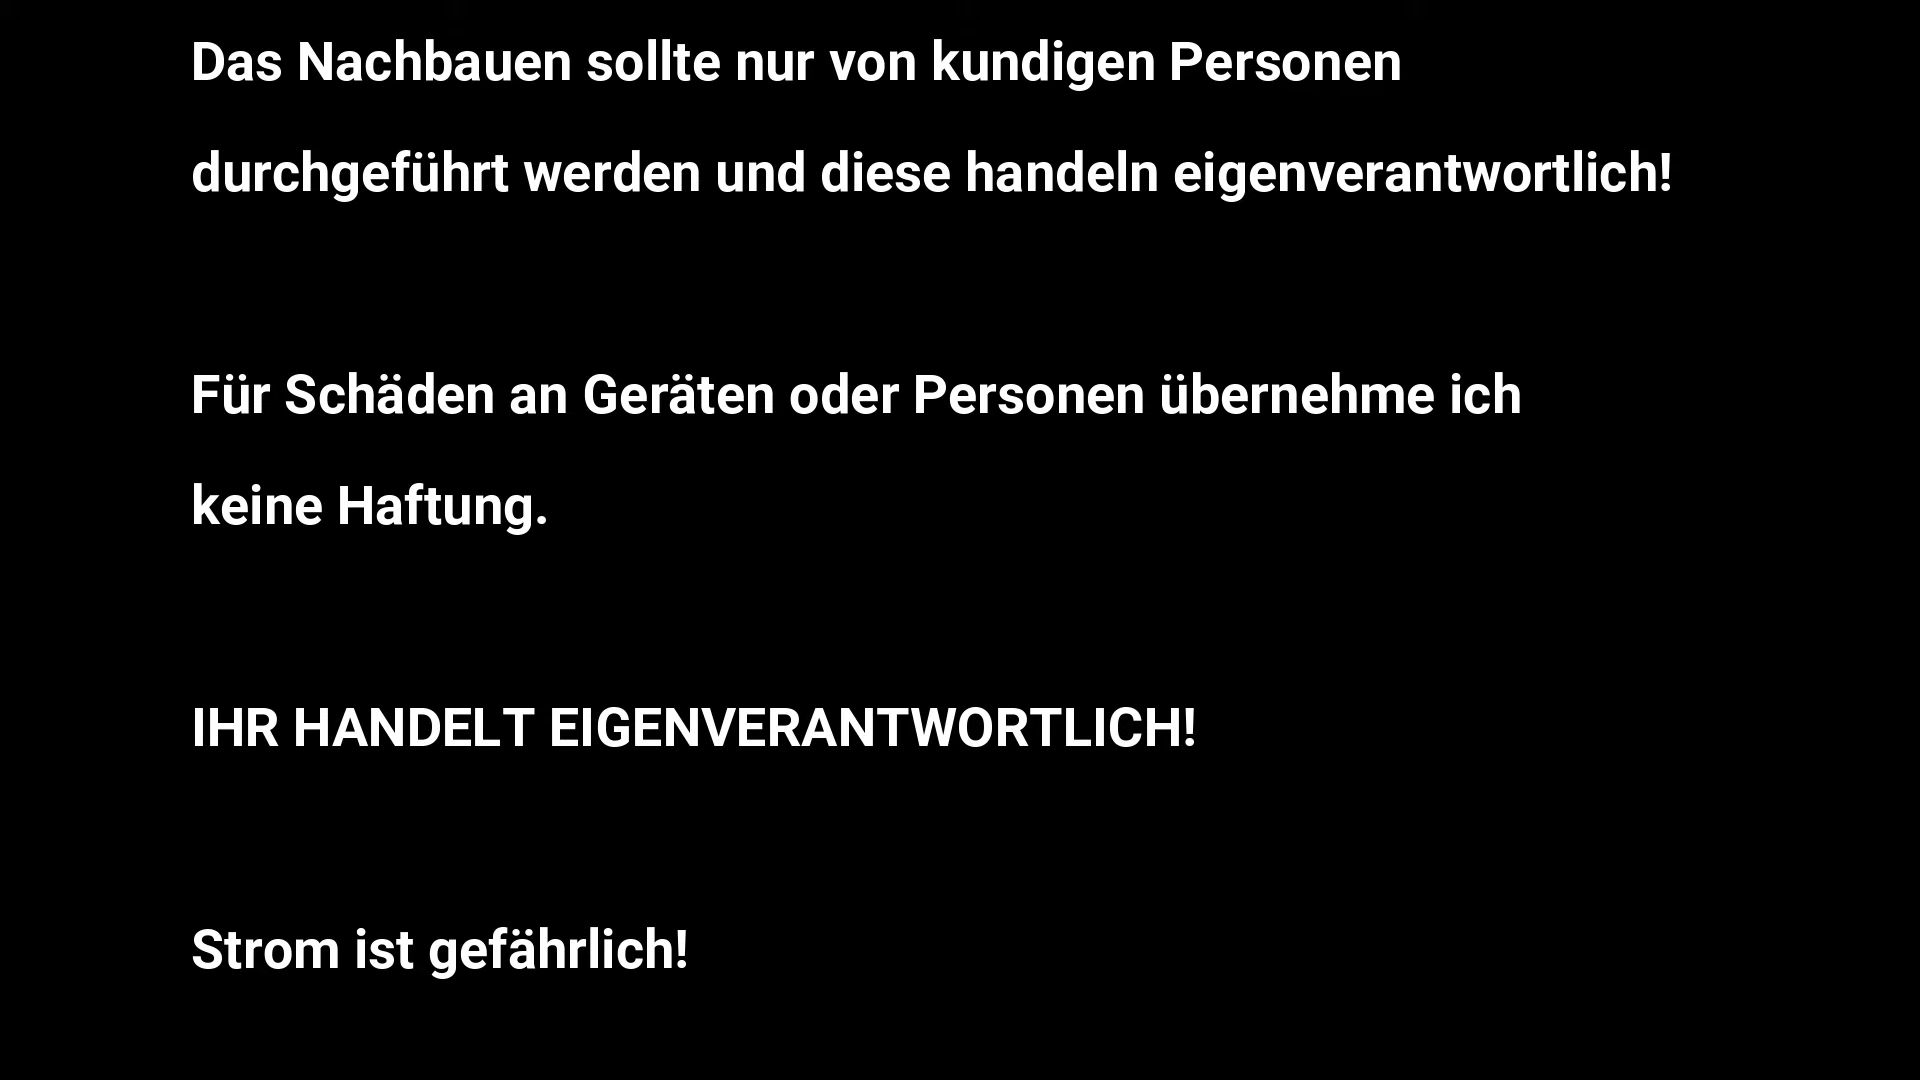 Das Nachbauen sollte nur von kundigen Personen
durchgeführt werden und diese handeln eigenverantwortlich!
Für Schäden an Geräten oder Personen übernehme ich
keine Haftung.
IHR HANDELT EIGENVERANTWORTLICH!
Strom ist gefährlich!